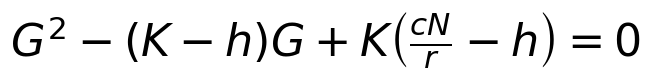 G² − (K − h)G + K(cN/r − h) = 0